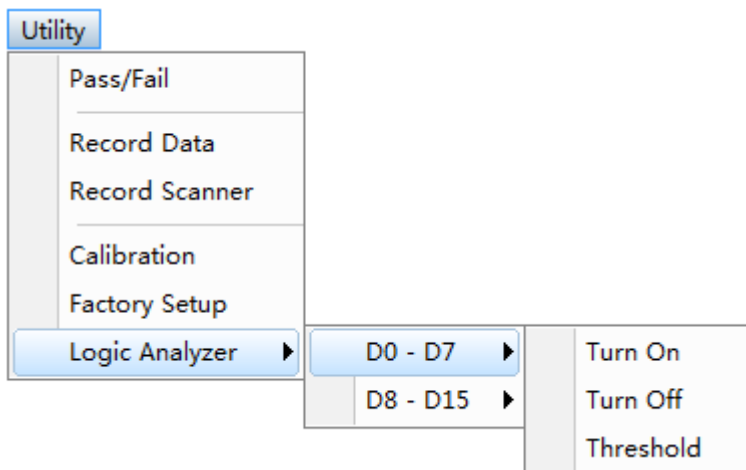 Utility
Pass/Fail
Record Data
Record Scanner
Calibration
Factory Setup
Logic Analyzer
D0 - D7
D8 - D15
Turn On
Turn Off
Threshold